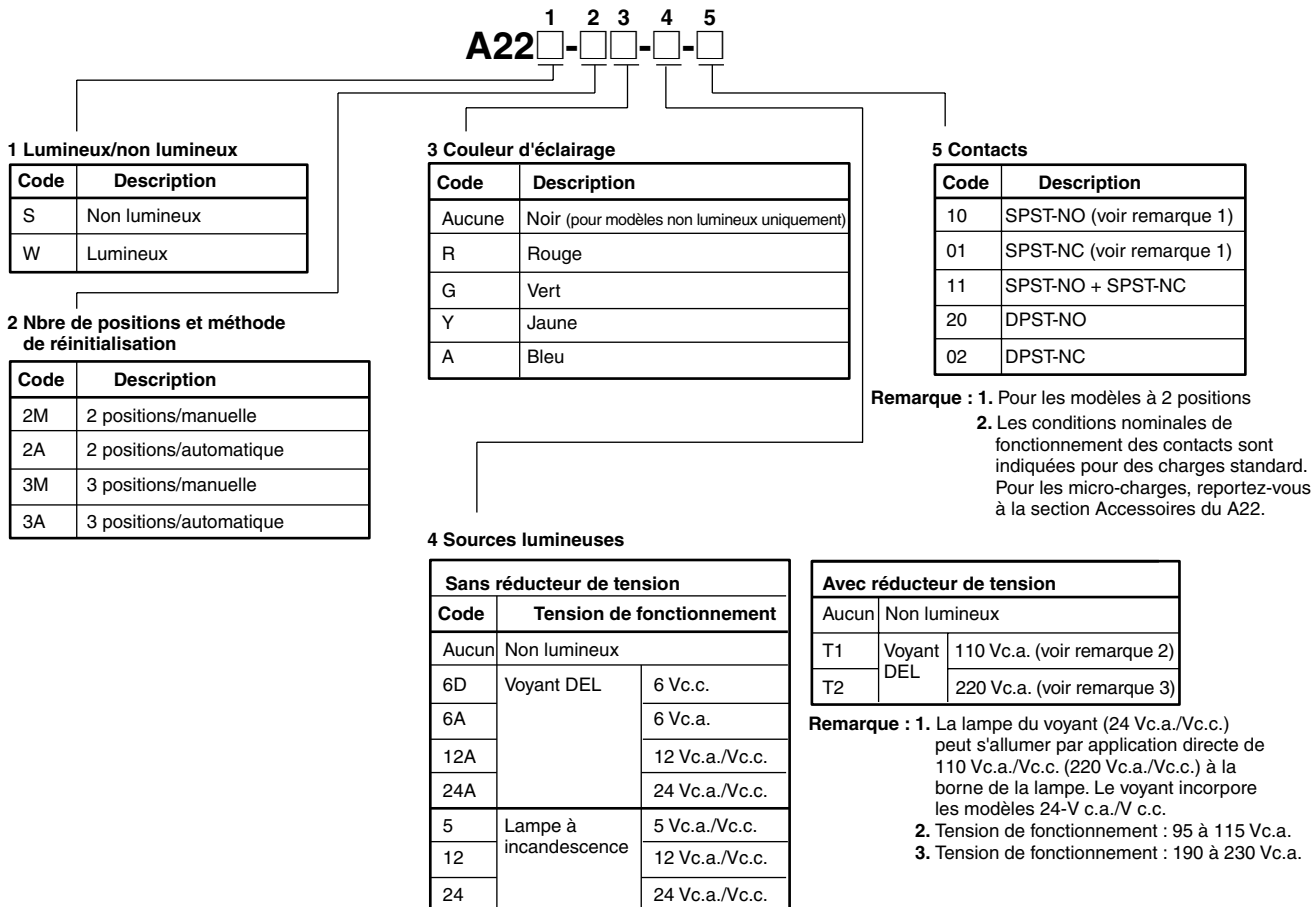 1 2 3 4 5
A22□-□□-□-□
1 Lumineux/non lumineux
Code Description
S Non lumineux
W Lumineux
2 Nbre de positions et méthode
de réinitialisation
Code Description
2M 2 positions/manuelle
2A 2 positions/automatique
3M 3 positions/manuelle
3A 3 positions/automatique
3 Couleur d'éclairage
Code Description
Aucune Noir (pour modèles non lumineux uniquement)
R Rouge
G Vert
Y Jaune
A Bleu
5 Contacts
Code Description
10 SPST-NO (voir remarque 1)
01 SPST-NC (voir remarque 1)
11 SPST-NO + SPST-NC
20 DPST-NO
02 DPST-NC
Remarque : 1. Pour les modèles à 2 positions
2. Les conditions nominales de
fonctionnement des contacts sont
indiquées pour des charges standard.
Pour les micro-charges, reportez-vous
à la section Accessoires du A22.
4 Sources lumineuses
Sans réducteur de tension
Code Tension de fonctionnement
Aucun Non lumineux
6D Voyant DEL 6 Vc.c.
6A 6 Vc.a.
12A 12 Vc.a./Vc.c.
24A 24 Vc.a./Vc.c.
5 Lampe à 5 Vc.a./Vc.c.
incandescence
12 12 Vc.a./Vc.c.
24 24 Vc.a./Vc.c.
Avec réducteur de tension
Aucun Non lumineux
T1 Voyant 110 Vc.a. (voir remarque 2)
DEL
T2 220 Vc.a. (voir remarque 3)
Remarque : 1. La lampe du voyant (24 Vc.a./Vc.c.)
peut s'allumer par application directe de
110 Vc.a./Vc.c. (220 Vc.a./Vc.c.) à la
borne de la lampe. Le voyant incorpore
les modèles 24-V c.a./V c.c.
2. Tension de fonctionnement : 95 à 115 Vc.a.
3. Tension de fonctionnement : 190 à 230 Vc.a.